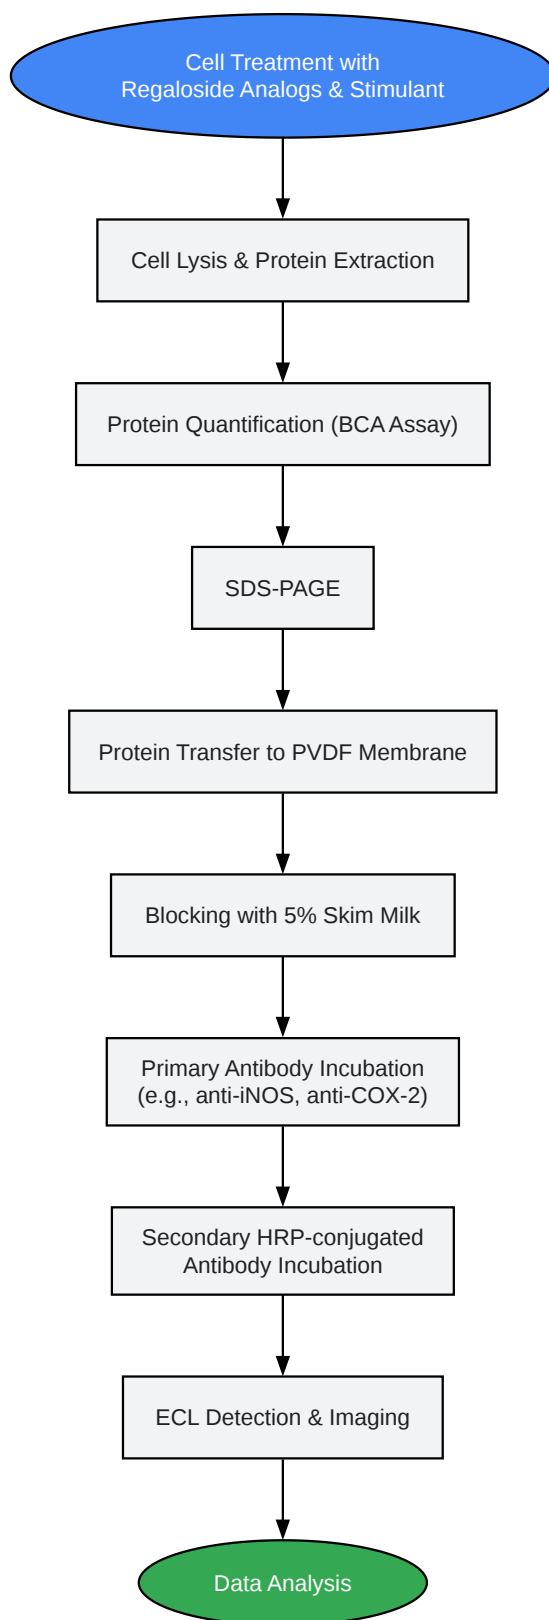 Cell Treatment with
Regaloside Analogs & Stimulant
Cell Lysis & Protein Extraction
Protein Quantification (BCA Assay)
SDS-PAGE
Protein Transfer to PVDF Membrane
Blocking with 5% Skim Milk
Primary Antibody Incubation
(e.g., anti-iNOS, anti-COX-2)
Secondary HRP-conjugated
Antibody Incubation
ECL Detection & Imaging
Data Analysis